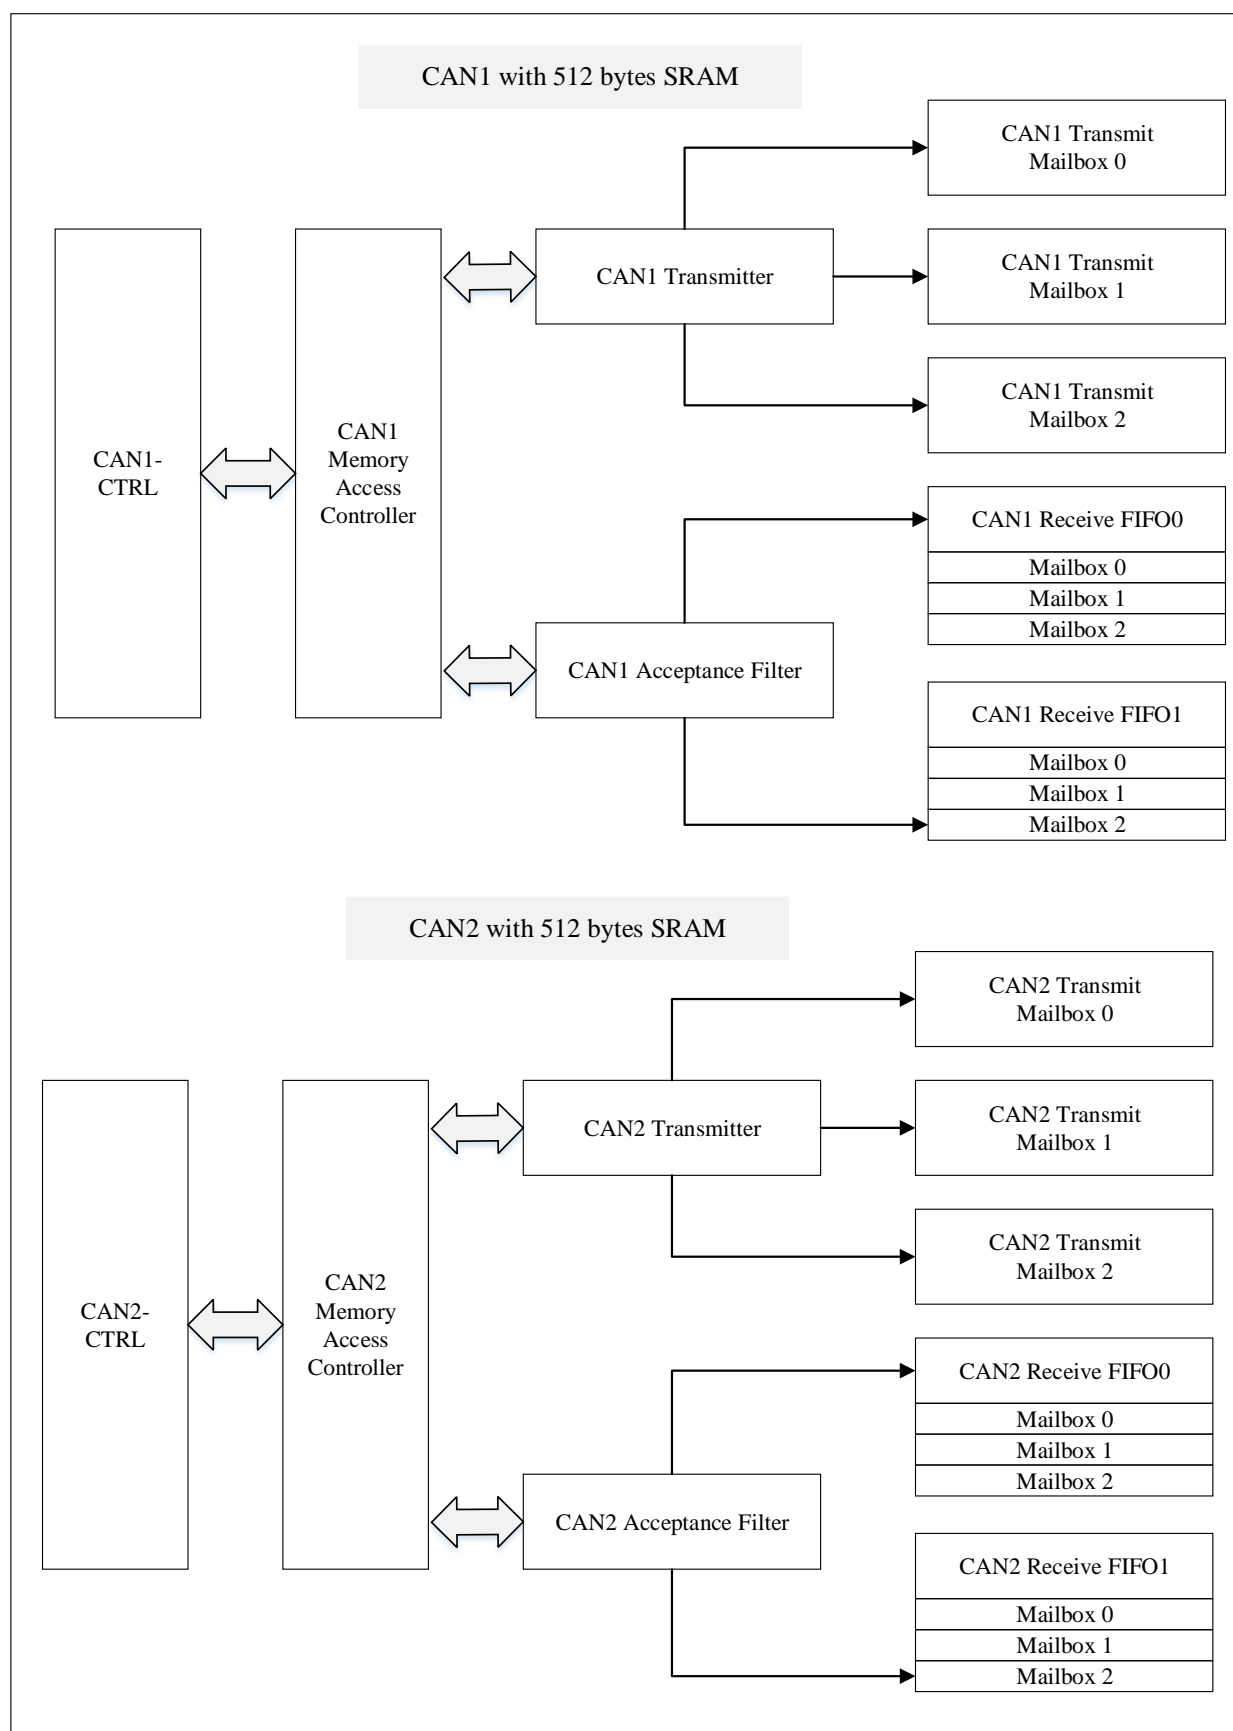 CAN1 with 512 bytes SRAM
CAN1 Transmit
Mailbox 0
CAN1 Transmitter
CAN1 Transmit
Mailbox 1
CAN1 Transmit
Mailbox 2
CAN1-
CTRL
CAN1
Memory
Access
Controller
CAN1 Receive FIFO0
Mailbox 0
Mailbox 1
Mailbox 2
CAN1 Acceptance Filter
CAN1 Receive FIFO1
Mailbox 0
Mailbox 1
Mailbox 2
CAN2 with 512 bytes SRAM
CAN2 Transmit
Mailbox 0
CAN2 Transmitter
CAN2 Transmit
Mailbox 1
CAN2 Transmit
Mailbox 2
CAN2-
CTRL
CAN2
Memory
Access
Controller
CAN2 Receive FIFO0
Mailbox 0
Mailbox 1
Mailbox 2
CAN2 Acceptance Filter
CAN2 Receive FIFO1
Mailbox 0
Mailbox 1
Mailbox 2